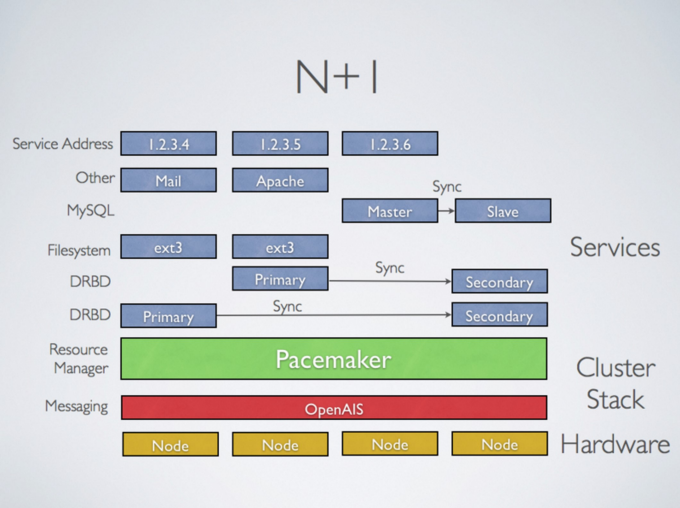 N+1
Service Address 1.2.3.4 1.2.3.5 1.2.3.6
Other Mail Apache
Sync
MySQL Master Slave
Filesystem ext3 ext3
Services
DRBD Primary Sync Secondary
DRBD Primary Sync Secondary
Resource
Manager
Pacemaker
Cluster
Stack
Messaging OpenAIS
Node Node Node Node Hardware